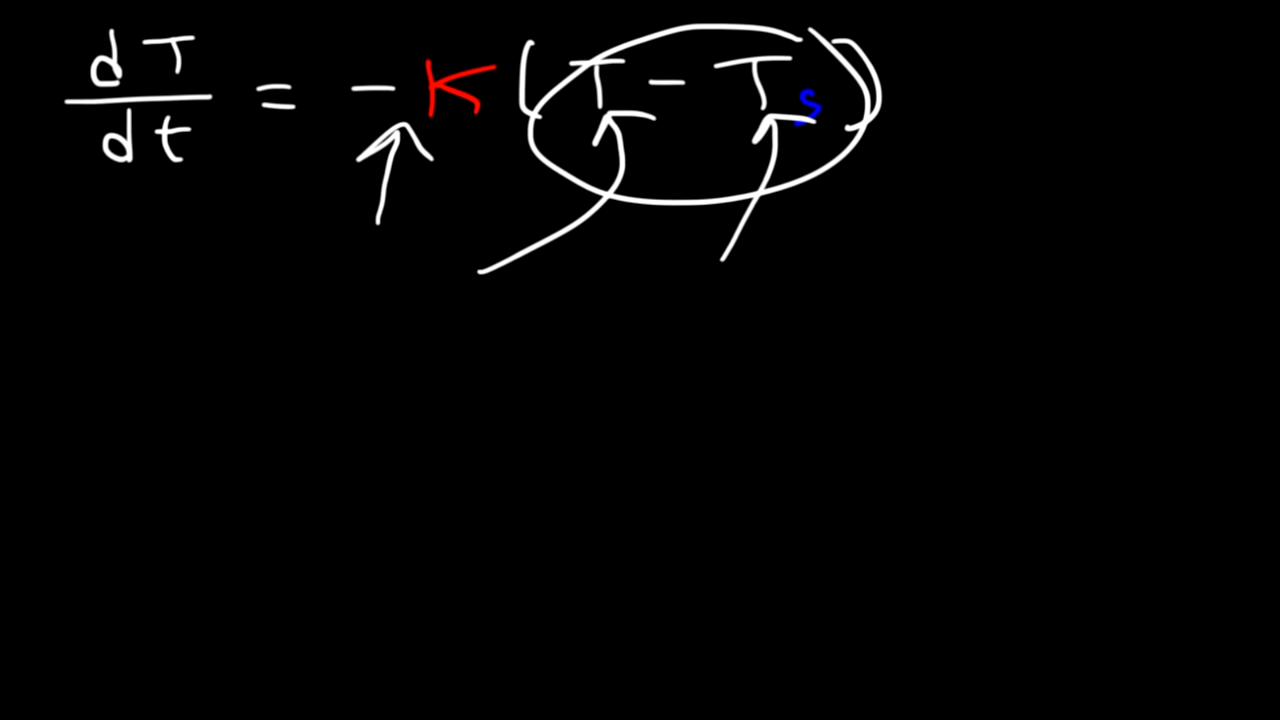 dT/dt = -K(T - Ts)